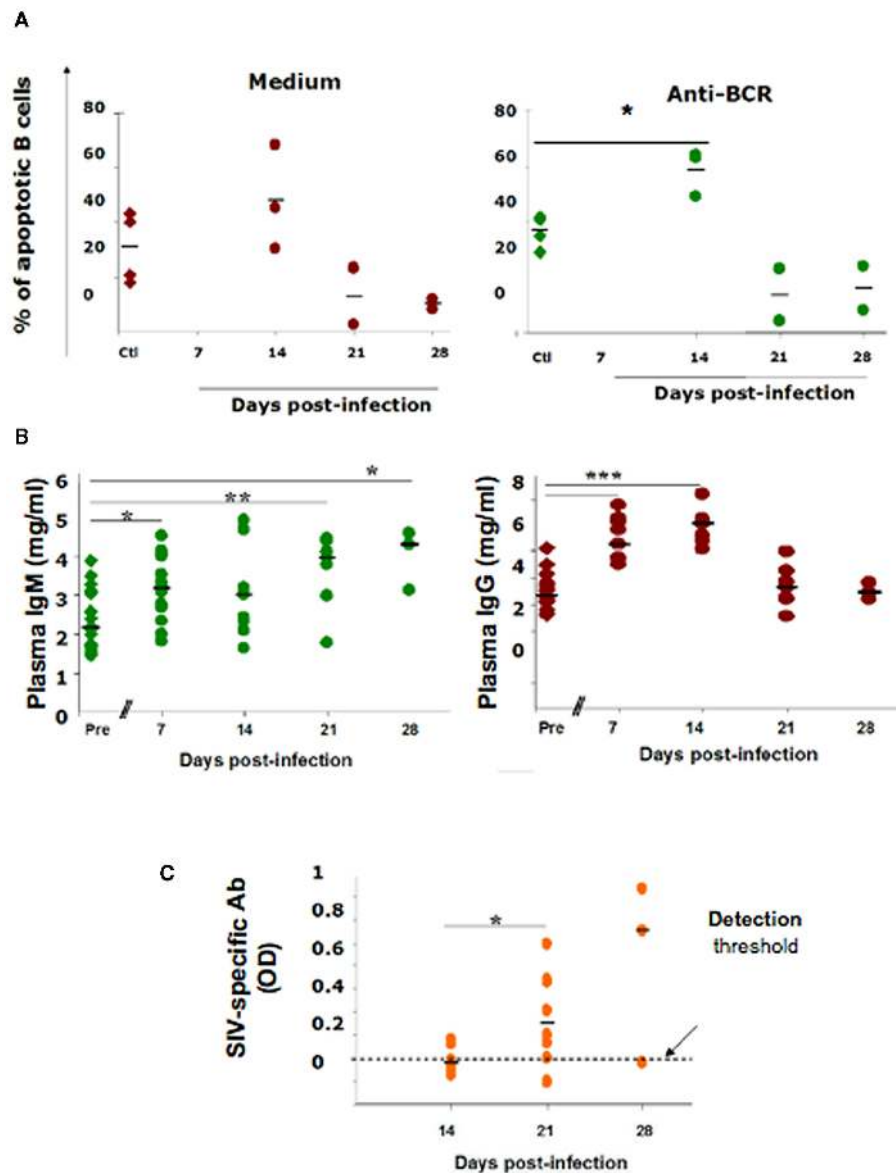 A
Medium
Anti-BCR
% of apoptotic B cells
80
60
40
20
0
Ctl
7
14
21
28
Days post-infection
*
80
60
40
20
0
Ctl
7
14
21
28
Days post-infection
B
Plasma IgM (mg/ml)
6
5
4
3
2
1
0
*
**
*
Pre
//
7
14
21
28
Days post-infection
Plasma IgG (mg/ml)
8
6
4
2
0
***
Pre
//
7
14
21
28
Days post-infection
C
SIV-specific Ab
(OD)
1
0.8
0.6
0.4
0.2
0
*
Detection
threshold
14
21
28
Days post-infection